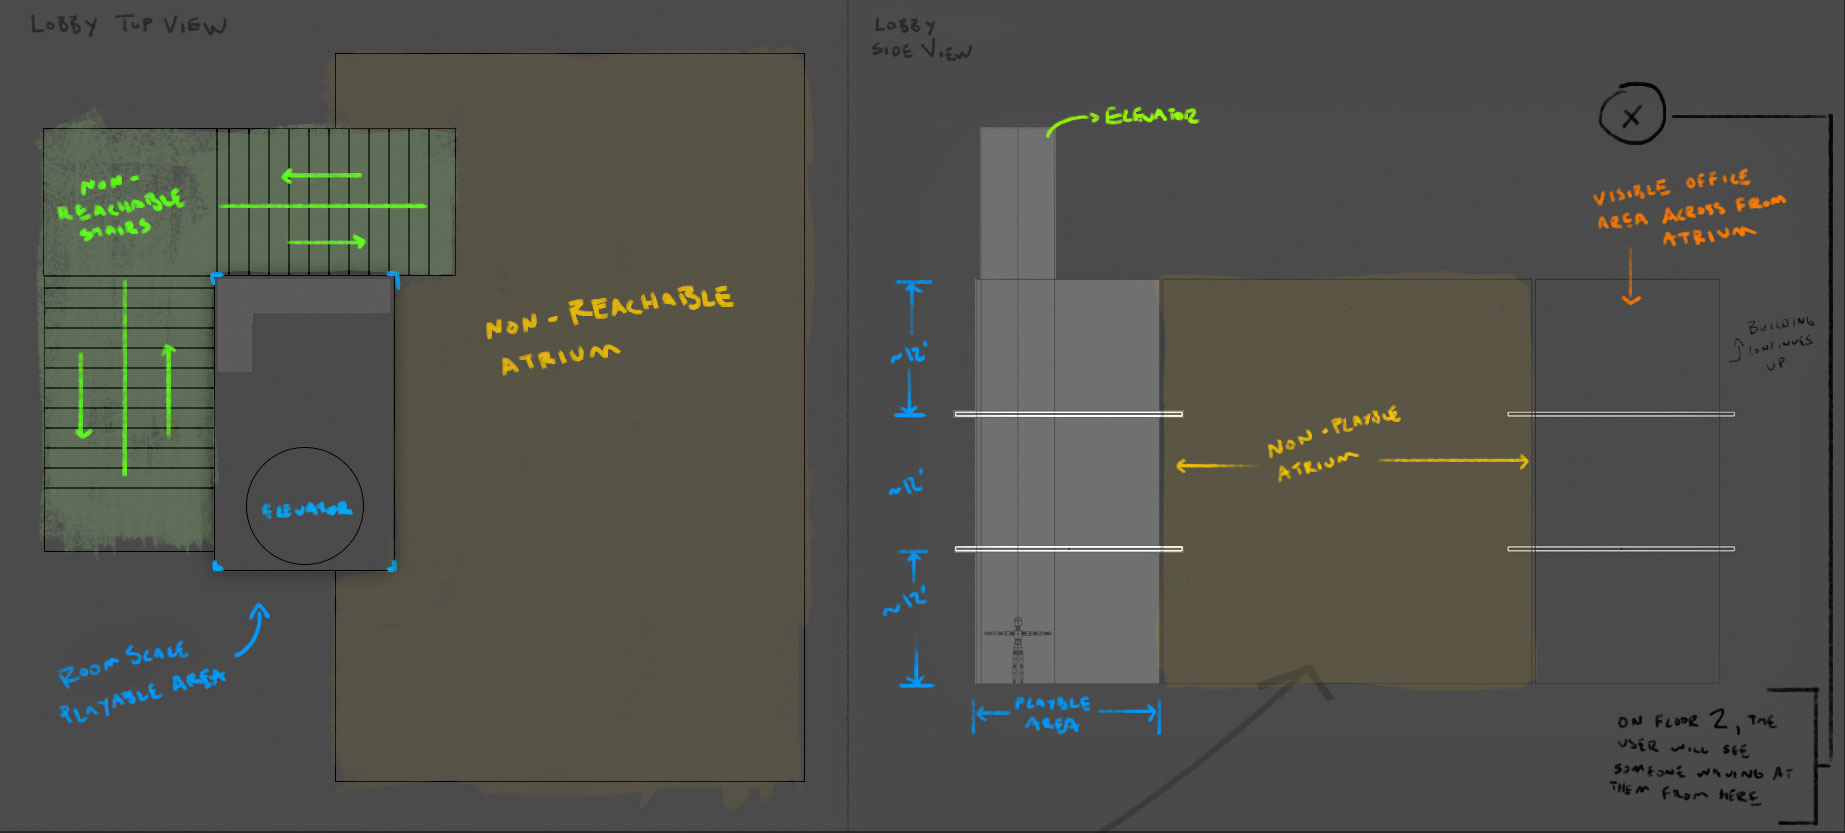 LOBBY TOP VIEW
NON-
REACHABLE
STAIRS
NON-REACHABLE
ATRIUM
ELEVATOR
ROOM SCALE
PLAYABLE AREA
LOBBY
SIDE VIEW
ELEVATOR
X
VISIBLE OFFICE
AREA ACROSS FROM
ATRIUM
BUILDING
CONTINUES
UP
~12'
~12'
~12'
NON-PLAYBLE
ATRIUM
PLAYBLE
AREA
ON FLOOR 2, THE
USER WILL SEE
SOMEONE WAVING AT
THEM FROM HERE